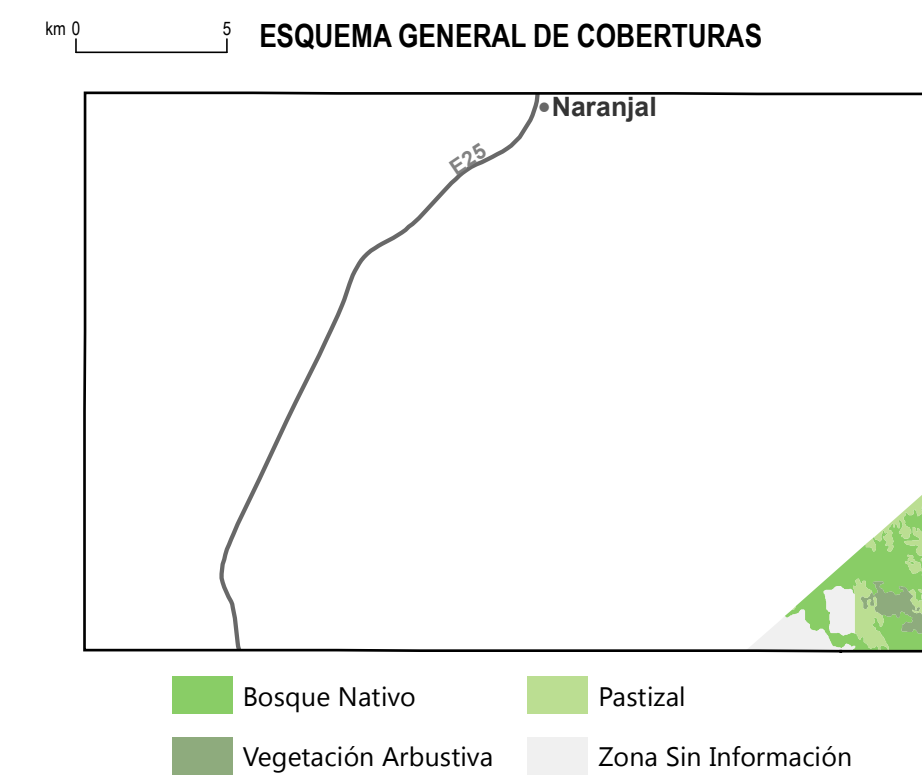 km 0 5 ESQUEMA GENERAL DE COBERTURAS
Naranjal
E25
Bosque Nativo Pastizal
Vegetación Arbustiva Zona Sin Información